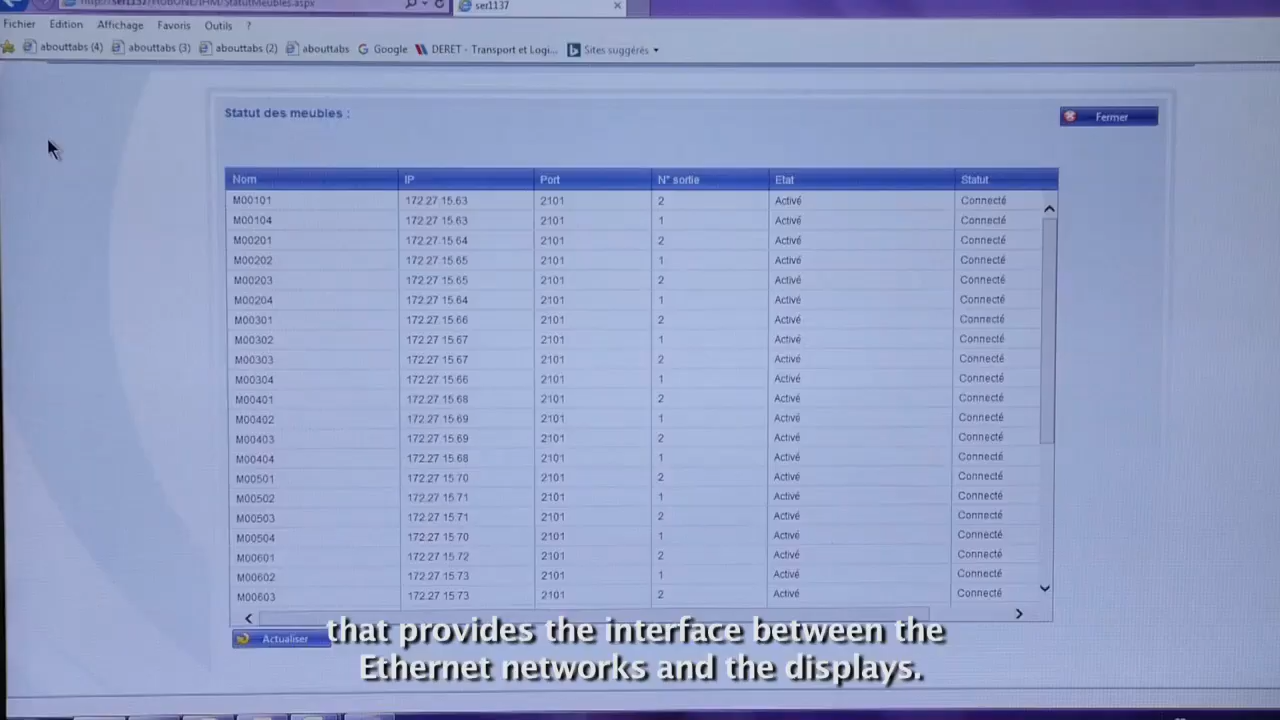 ser1137
Fichier Edition Affichage Favoris Outils ?
abouttabs (4) abouttabs (3) abouttabs (2) abouttabs Google DERET - Transport et Logi... Sites suggérés
Statut des meubles :
Fermer
Nom IP Port N° sortie Etat Statut
M00101 172.27.15.63 2101 2 Activé Connecté
M00104 172.27.15.63 2101 1 Activé Connecté
M00201 172.27.15.64 2101 2 Activé Connecté
M00202 172.27.15.65 2101 1 Activé Connecté
M00203 172.27.15.65 2101 2 Activé Connecté
M00204 172.27.15.64 2101 1 Activé Connecté
M00301 172.27.15.66 2101 2 Activé Connecté
M00302 172.27.15.67 2101 1 Activé Connecté
M00303 172.27.15.67 2101 2 Activé Connecté
M00304 172.27.15.66 2101 1 Activé Connecté
M00401 172.27.15.68 2101 2 Activé Connecté
M00402 172.27.15.69 2101 1 Activé Connecté
M00403 172.27.15.69 2101 2 Activé Connecté
M00404 172.27.15.68 2101 1 Activé Connecté
M00501 172.27.15.70 2101 2 Activé Connecté
M00502 172.27.15.71 2101 1 Activé Connecté
M00503 172.27.15.71 2101 2 Activé Connecté
M00504 172.27.15.70 2101 1 Activé Connecté
M00601 172.27.15.72 2101 2 Activé Connecté
M00602 172.27.15.73 2101 1 Activé Connecté
M00603 172.27.15.73 2101 2 Activé Connecté
Actualiser
that provides the interface between the
Ethernet networks and the displays.